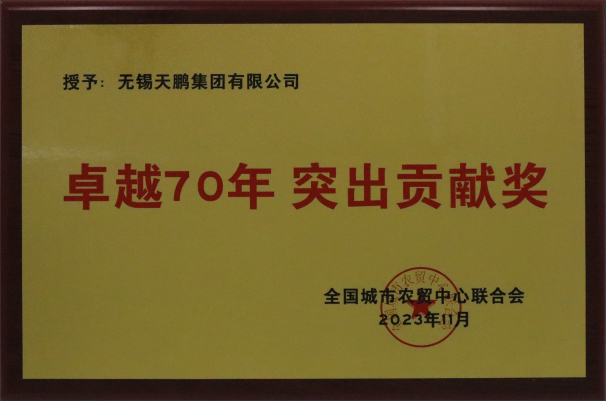 授予：无锡天鹏集团有限公司
卓越70年 突出贡献奖
全国城市农贸中心联合会
2023年11月